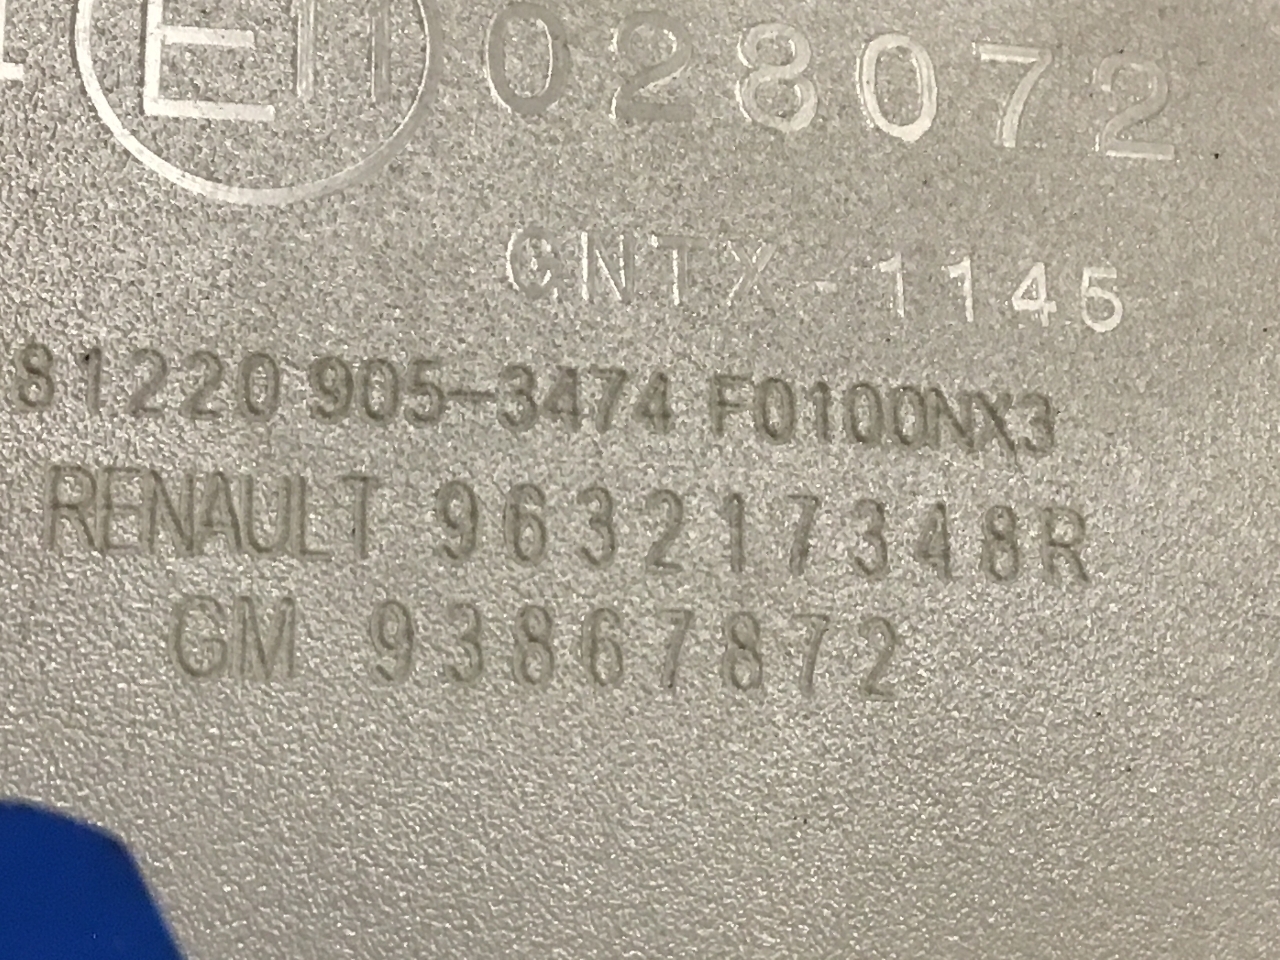 E11 028072
CNTX-1145
81220 905-3474 F0100NX3
RENAULT 963217348R
GM 93867872